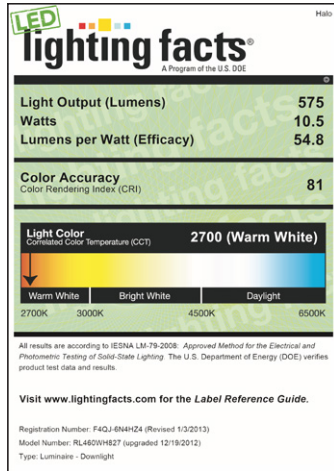 Halo
LED
lighting facts®
A Program of the U.S. DOE
©
Light Output (Lumens) 575
Watts 10.5
Lumens per Watt (Efficacy) 54.8
Color Accuracy 81
Color Rendering Index (CRI)
Light Color 2700 (Warm White)
Correlated Color Temperature (CCT)
Warm White Bright White Daylight
2700K 3000K 4500K 6500K
All results are according to IESNA LM-79-2008: Approved Method for the Electrical and
Photometric Testing of Solid-State Lighting. The U.S. Department of Energy (DOE) verifies
product test data and results.
Visit www.lightingfacts.com for the Label Reference Guide.
Registration Number: F4QJ-6N4HZ4 (Revised 1/3/2013)
Model Number: RL460WH827 (upgraded 12/19/2012)
Type: Luminaire - Downlight